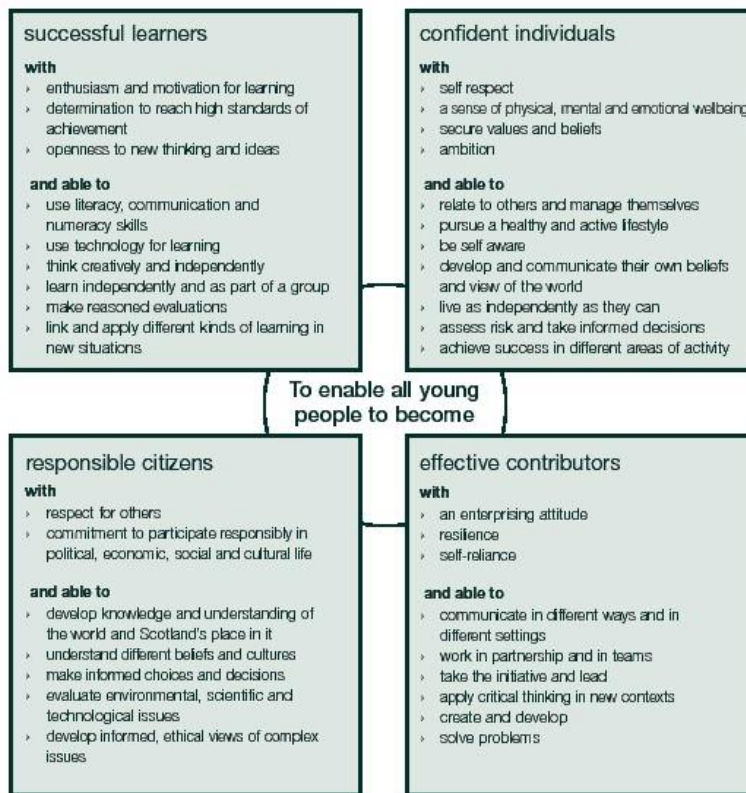 successful learners
with
› enthusiasm and motivation for learning
› determination to reach high standards of
achievement
› openness to new thinking and ideas
and able to
› use literacy, communication and
numeracy skills
› use technology for learning
› think creatively and independently
› learn independently and as part of a group
› make reasoned evaluations
› link and apply different kinds of learning in
new situations
confident individuals
with
› self respect
› a sense of physical, mental and emotional wellbeing
› secure values and beliefs
› ambition
and able to
› relate to others and manage themselves
› pursue a healthy and active lifestyle
› be self aware
› develop and communicate their own beliefs
and view of the world
› live as independently as they can
› assess risk and take informed decisions
› achieve success in different areas of activity
To enable all young
people to become
responsible citizens
with
› respect for others
› commitment to participate responsibly in
political, economic, social and cultural life
and able to
› develop knowledge and understanding of
the world and Scotland's place in it
› understand different beliefs and cultures
› make informed choices and decisions
› evaluate environmental, scientific and
technological issues
› develop informed, ethical views of complex
issues
effective contributors
with
› an enterprising attitude
› resilience
› self-reliance
and able to
› communicate in different ways and in
different settings
› work in partnership and in teams
› take the initiative and lead
› apply critical thinking in new contexts
› create and develop
› solve problems